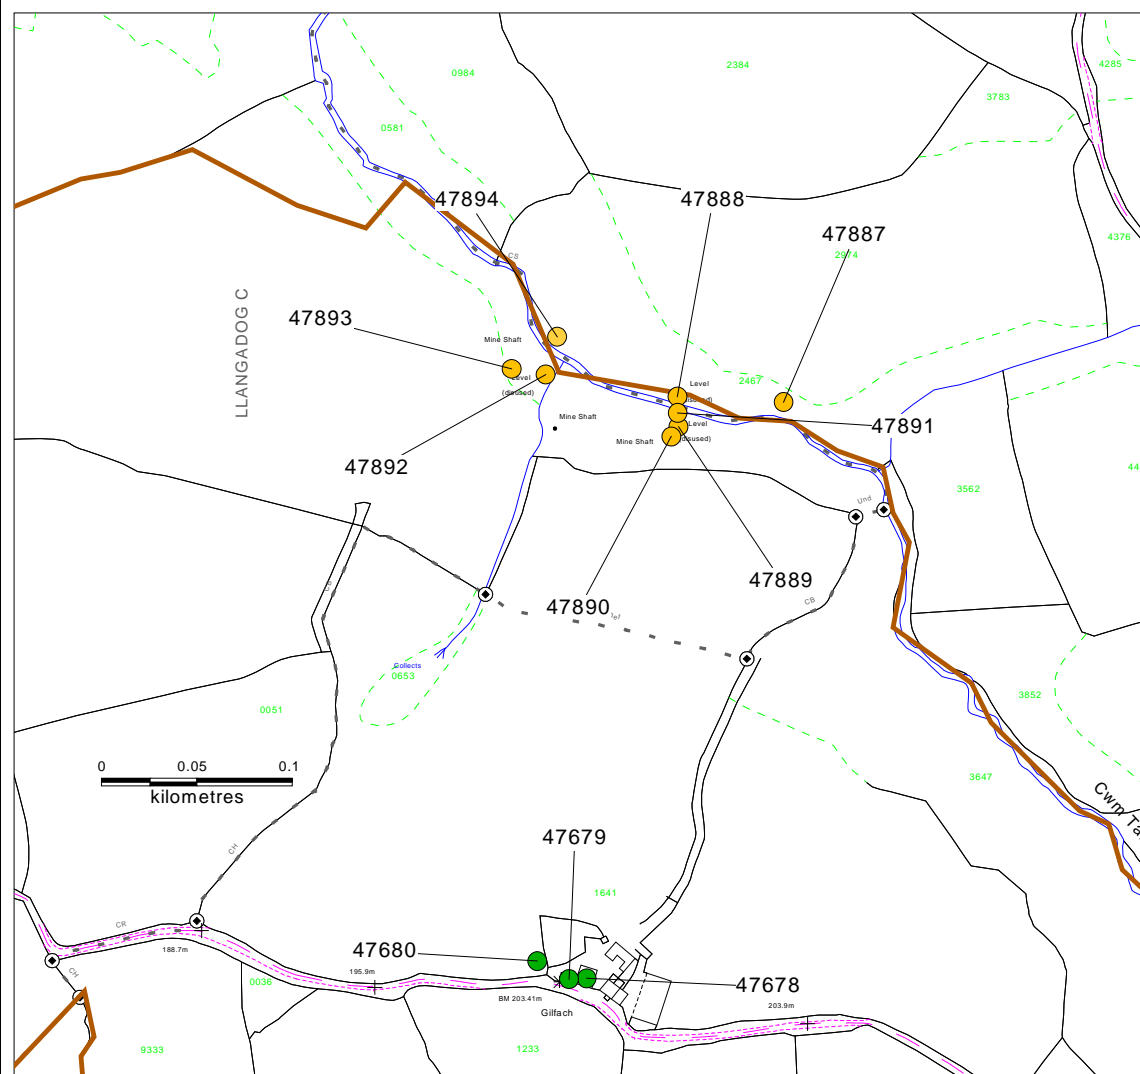 0984
2384
4285
3783
0581
47894
47888
47887
4376
2974
CS
LLANGADOG C
47893
Mine Shaft
Level
(disused)
2467
Level
Mine Shaft
Level
(disused)
Mine Shaft
47891
47892
44
3562
Und
47889
47890
CB
Collects
0653
0051
3852
0 0.05 0.1
kilometres
3647
Cwm Ta
47679
CH
1641
CR
188.7m
47680
195.9m
CH
0036
47678
BM 203.41m
203.9m
Gilfach
9333
1233